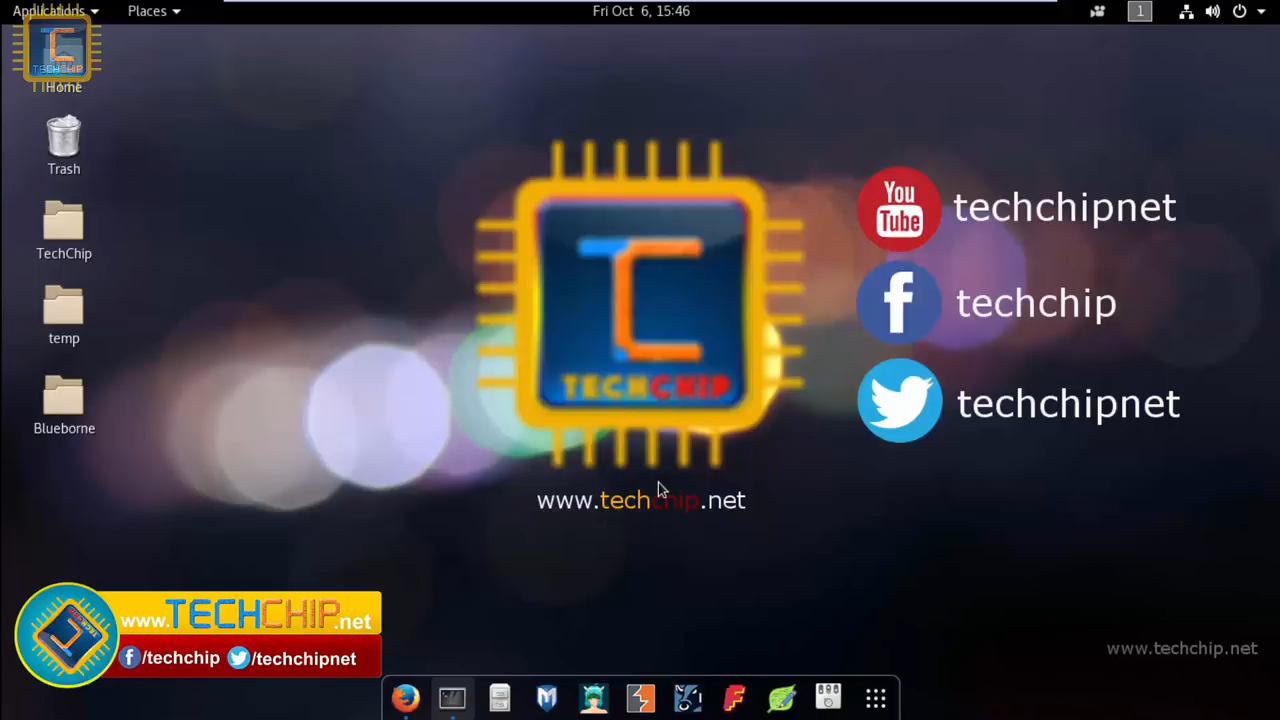 Applications
Places
Fri Oct 6, 15:46
1
TECHCHIP
Home
Trash
TechChip
temp
Blueborne
TECHCHIP
www.techchip.net
You
Tube
techchipnet
f
techchip
techchipnet
www.TECHCHIP.net
f/techchip
/techchipnet
www.techchip.net